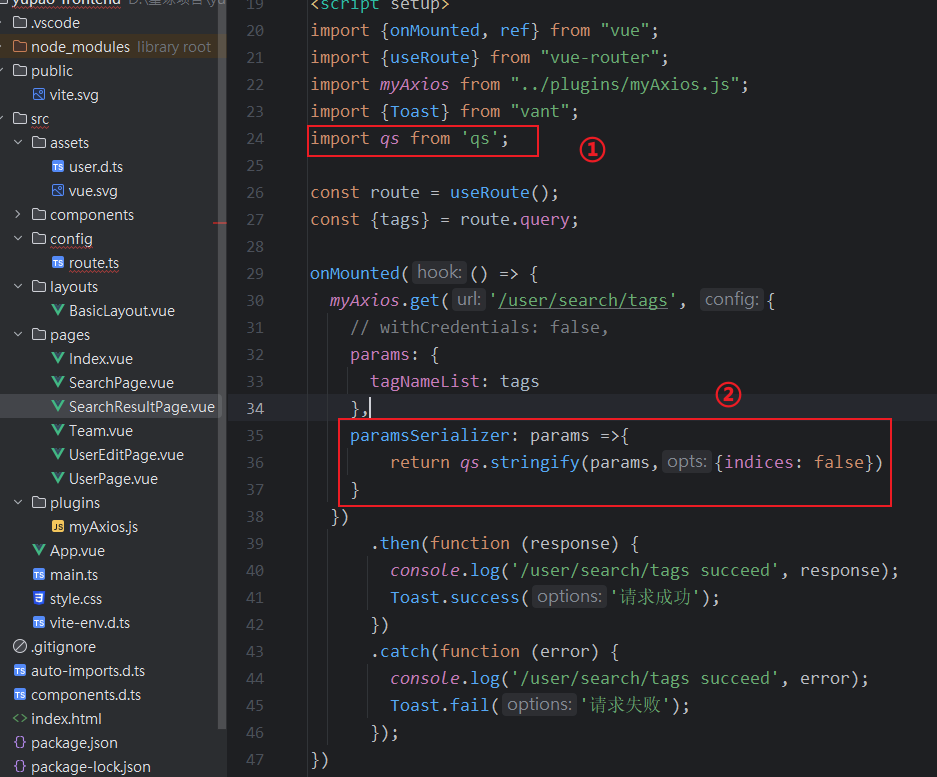 yupao_frontend
.vscode
node_modules library root
public
vite.svg
src
assets
user.d.ts
vue.svg
components
config
route.ts
layouts
BasicLayout.vue
pages
Index.vue
SearchPage.vue
SearchResultPage.vue
Team.vue
UserEditPage.vue
UserPage.vue
plugins
myAxios.js
App.vue
main.ts
style.css
vite-env.d.ts
.gitignore
auto-imports.d.ts
components.d.ts
index.html
package.json
package-lock.json
19 <script setup>
20 import {onMounted, ref} from "vue";
21 import {useRoute} from "vue-router";
22 import myAxios from "../plugins/myAxios.js";
23 import {Toast} from "vant";
24 import qs from 'qs'; ①
25
26 const route = useRoute();
27 const {tags} = route.query;
28
29 onMounted( hook: () => {
30 myAxios.get( url: '/user/search/tags', config: {
31 // withCredentials: false,
32 params: {
33 tagNameList: tags
34 }, ②
35 paramsSerializer: params =>{
36 return qs.stringify(params, opts: {indices: false})
37 }
38 })
39 .then(function (response) {
40 console.log('/user/search/tags succeed', response);
41 Toast.success( options: '请求成功');
42 })
43 .catch(function (error) {
44 console.log('/user/search/tags succeed', error);
45 Toast.fail( options: '请求失败');
46 });
47 })